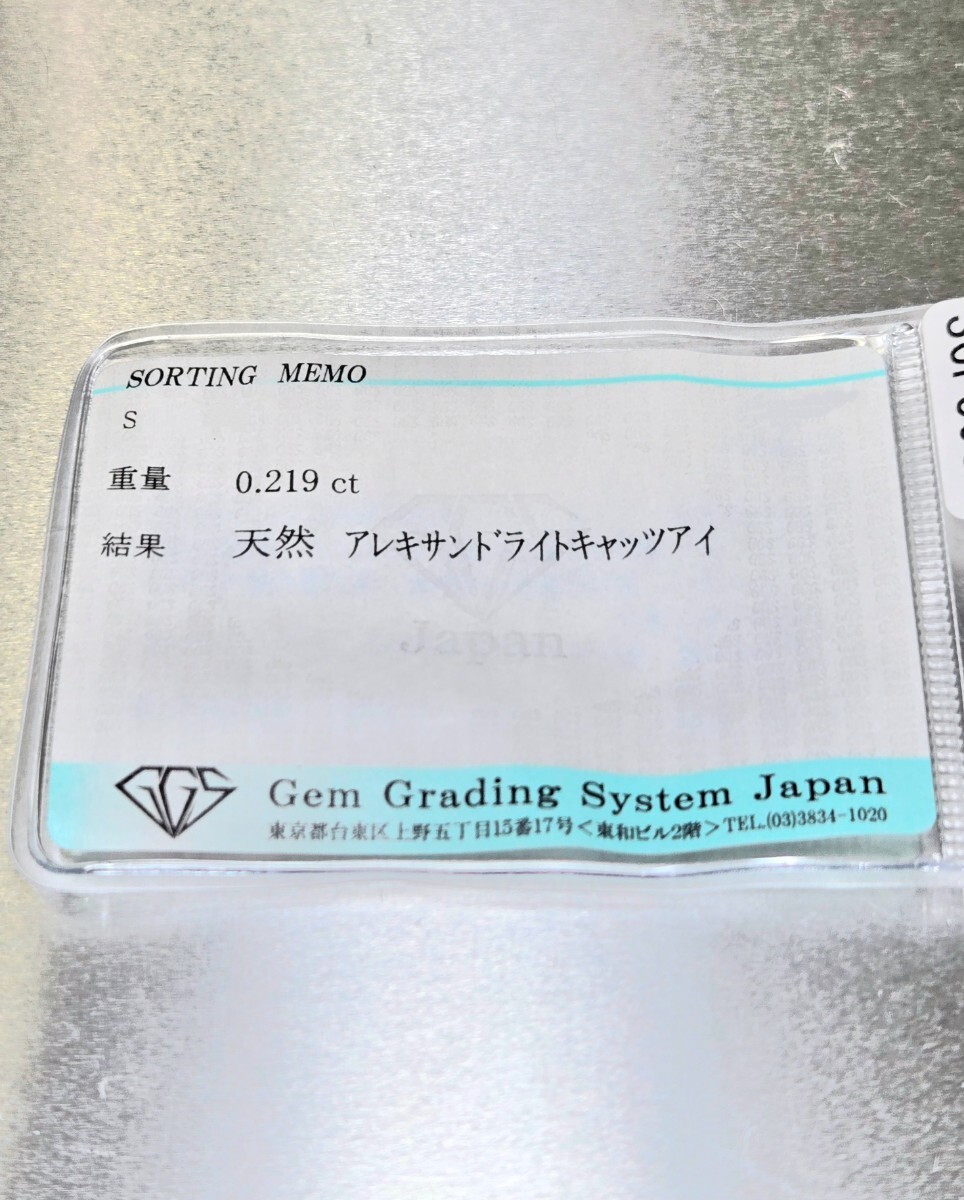 SORTING MEMO
S
重量 0.219 ct
結果 天然 アレキサンドライトキャッツアイ
Japan
GGS Gem Grading System Japan
東京都台東区上野五丁目15番17号<東和ビル2階>TEL.(03)3834-1020